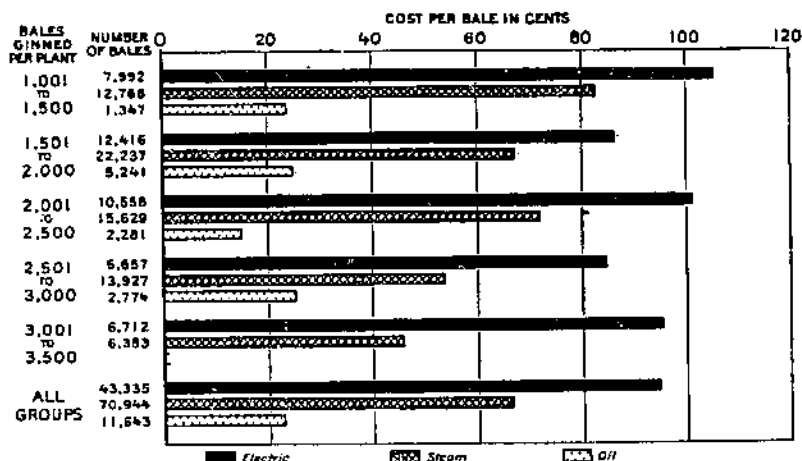 COST PER BALE IN CENTS
BALES GINNED PER PLANT
NUMBER OF BALES
0 20 40 60 80 100 120
1,001 TO 1,500
7,992
12,768
1,347
1,501 TO 2,000
12,416
22,237
5,241
2,001 TO 2,500
10,558
15,629
2,281
2,501 TO 3,000
5,657
13,927
2,774
3,001 TO 3,500
6,712
6,383
ALL GROUPS
43,335
70,944
11,643
Electric Steam Oil